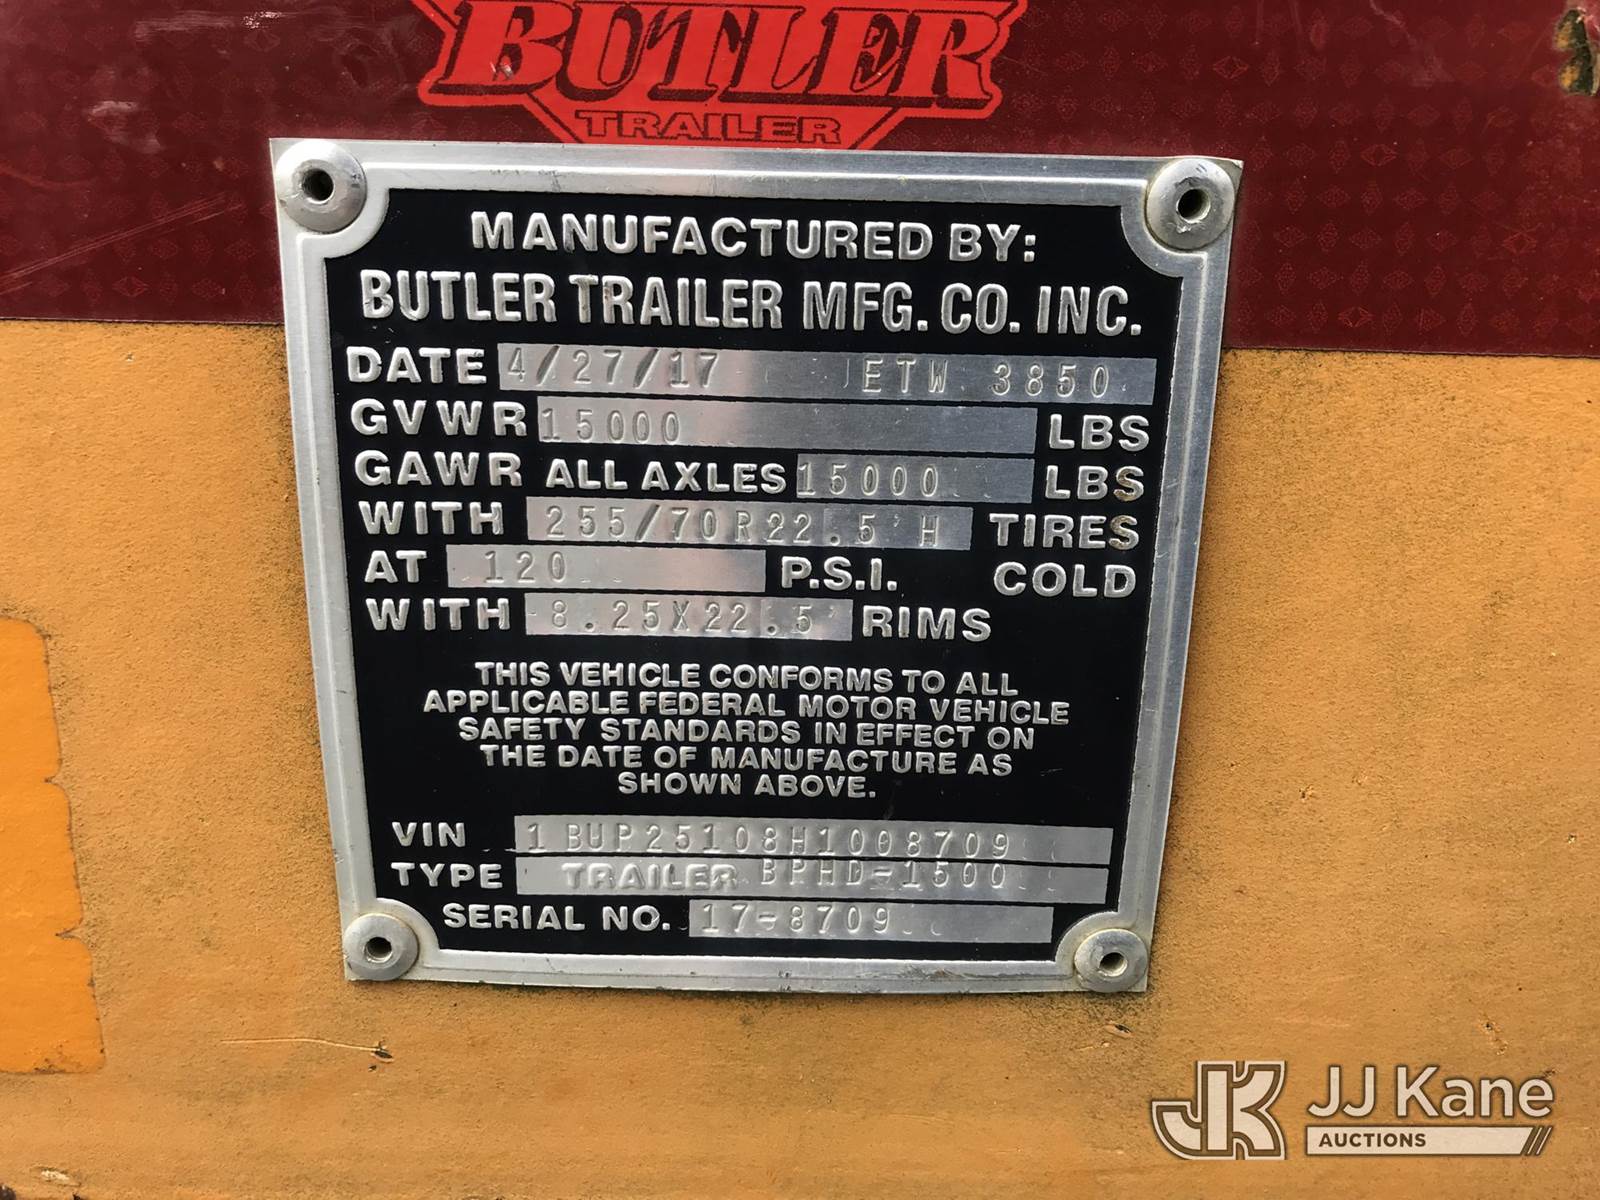 BUTLER
TRAILER
MANUFACTURED BY:
BUTLER TRAILER MFG. CO. INC.
DATE 4/27/17 ETW 3850
GVWR 15000 LBS
GAWR ALL AXLES 15000 LBS
WITH 255/70R22.5 H TIRES
AT 120 P.S.I. COLD
WITH 8.25X22.5 RIMS
THIS VEHICLE CONFORMS TO ALL
APPLICABLE FEDERAL MOTOR VEHICLE
SAFETY STANDARDS IN EFFECT ON
THE DATE OF MANUFACTURE AS
SHOWN ABOVE.
VIN 1BUP25108H1008709
TYPE TRAILER BPHD-1500
SERIAL NO. 17-8709
JK JJ Kane
AUCTIONS